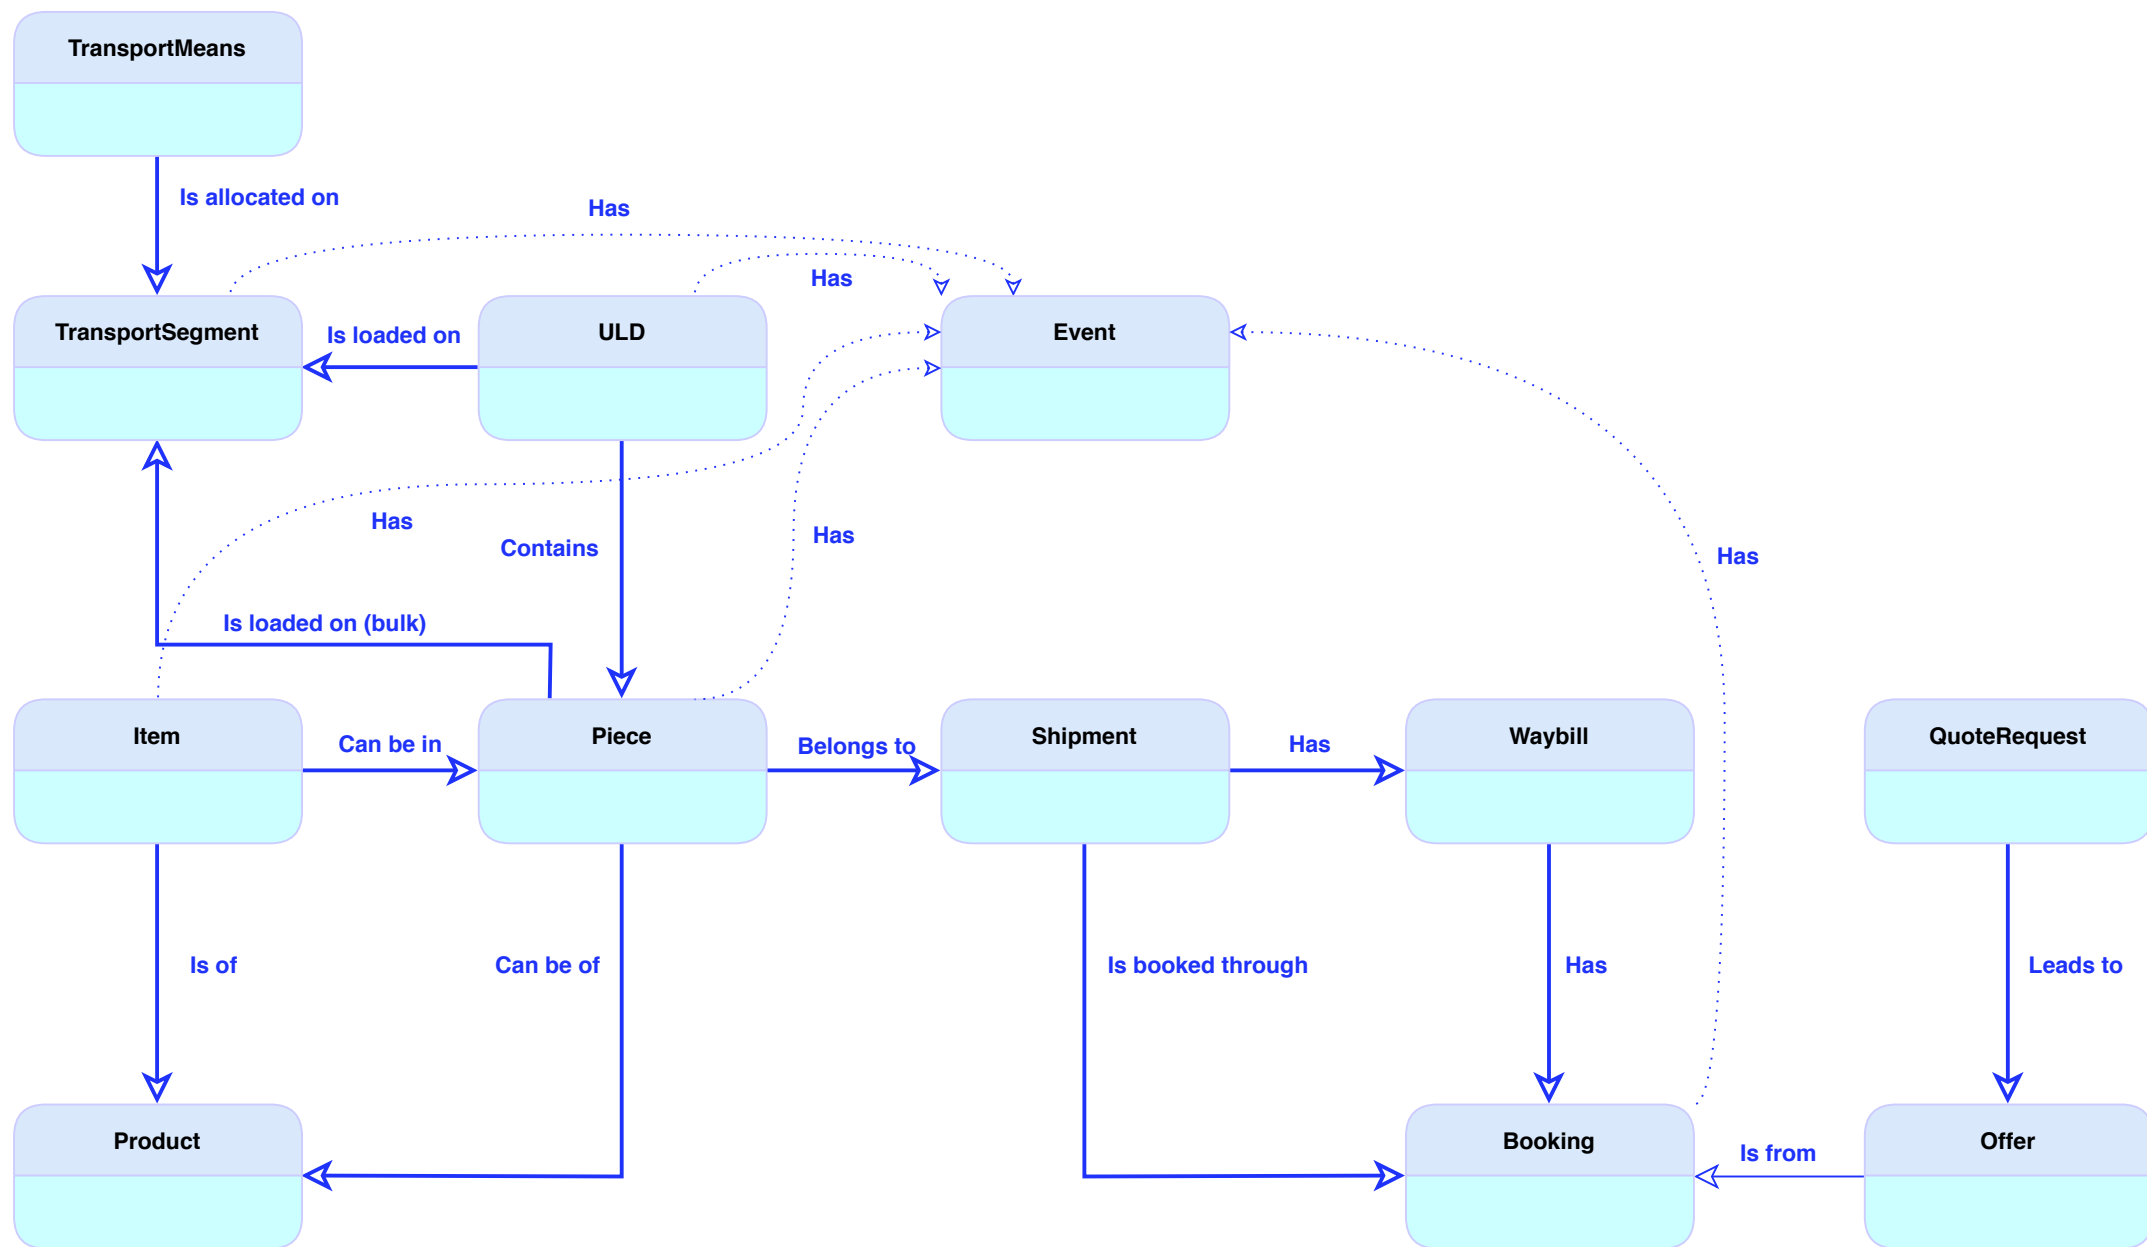 TransportMeans
Is allocated on
Has
Has
TransportSegment
Is loaded on
ULD
Event
Has
Contains
Has
Has
Is loaded on (bulk)
Item
Can be in
Piece
Belongs to
Shipment
Has
Waybill
QuoteRequest
Is of
Can be of
Is booked through
Has
Leads to
Product
Booking
Is from
Offer